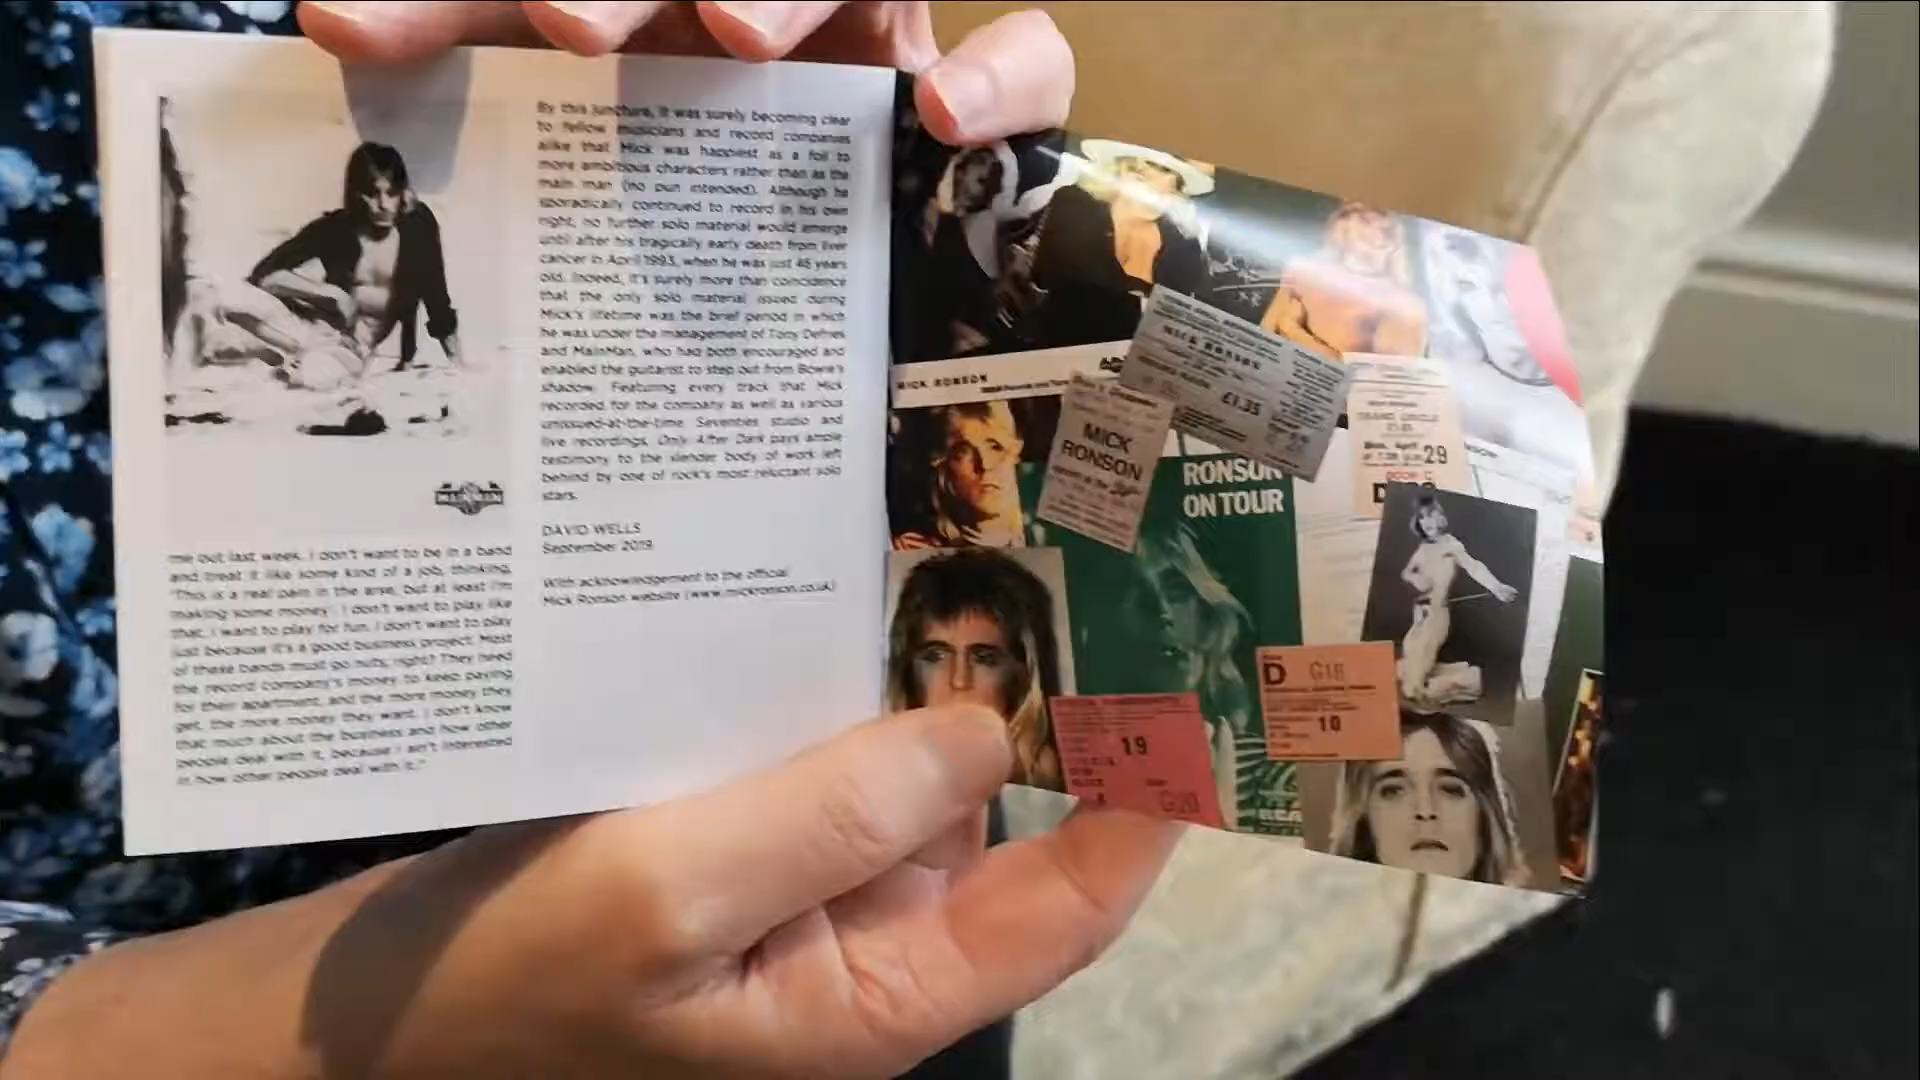 me out last week. I don't want to be in a band
and treat it like some kind of a job, thinking,
'This is a real pain in the arse, but at least I'm
making some money'. I don't want to play like
that. I want to play for fun. I don't want to play
just because it's a good business project. Most
of these bands must go nuts, right? They need
the record company's money to keep paying
for their apartment, and the more money they
get, the more money they want. I don't know
that much about the business and how other
people deal with it, because I ain't interested
in how other people deal with it."
MAINMAN
By this juncture, it was surely becoming clear
to fellow musicians and record companies
alike that Mick was happiest as a foil to
more ambitious characters rather than as the
main man (no pun intended). Although he
sporadically continued to record in his own
right, no further solo material would emerge
until after his tragically early death from liver
cancer in April 1993, when he was just 46 years
old. Indeed, it's surely more than coincidence
that the only solo material issued during
Mick's lifetime was the brief period in which
he was under the management of Tony Defries
and MainMan, who had both encouraged and
enabled the guitarist to step out from Bowie's
shadow. Featuring every track that Mick
recorded for the company as well as various
unissued-at-the-time Seventies studio and
live recordings, Only After Dark pays ample
testimony to the slender body of work left
behind by one of rock's most reluctant solo
stars.
DAVID WELLS
September 2019
With acknowledgement to the official
Mick Ronson website (www.mickronson.co.uk)
MICK RONSON
MICK RONSON
£1.35
MICK
RONSON
GRAND CIRCLE
Mon. April
29
RONSON
ON TOUR
D G18
10
19
G20
RCA